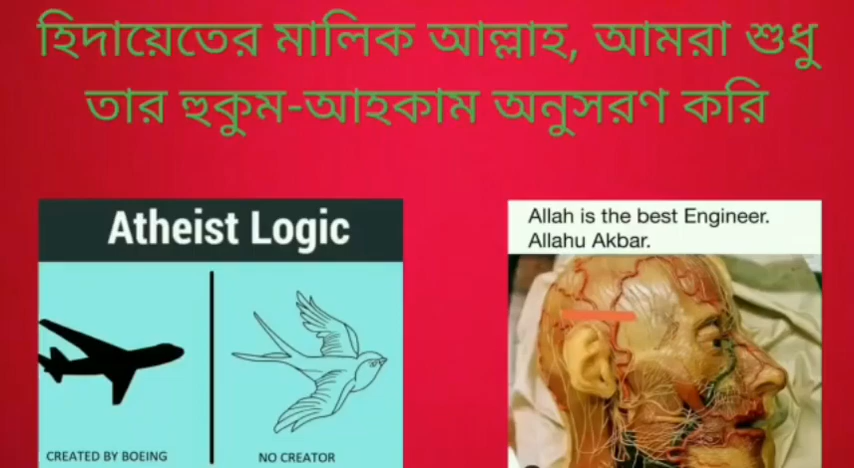 হিদায়েতের মালিক আল্লাহ, আমরা শুধু
তার হুকুম-আহকাম অনুসরণ করি
Atheist Logic
CREATED BY BOEING
NO CREATOR
Allah is the best Engineer.
Allahu Akbar.